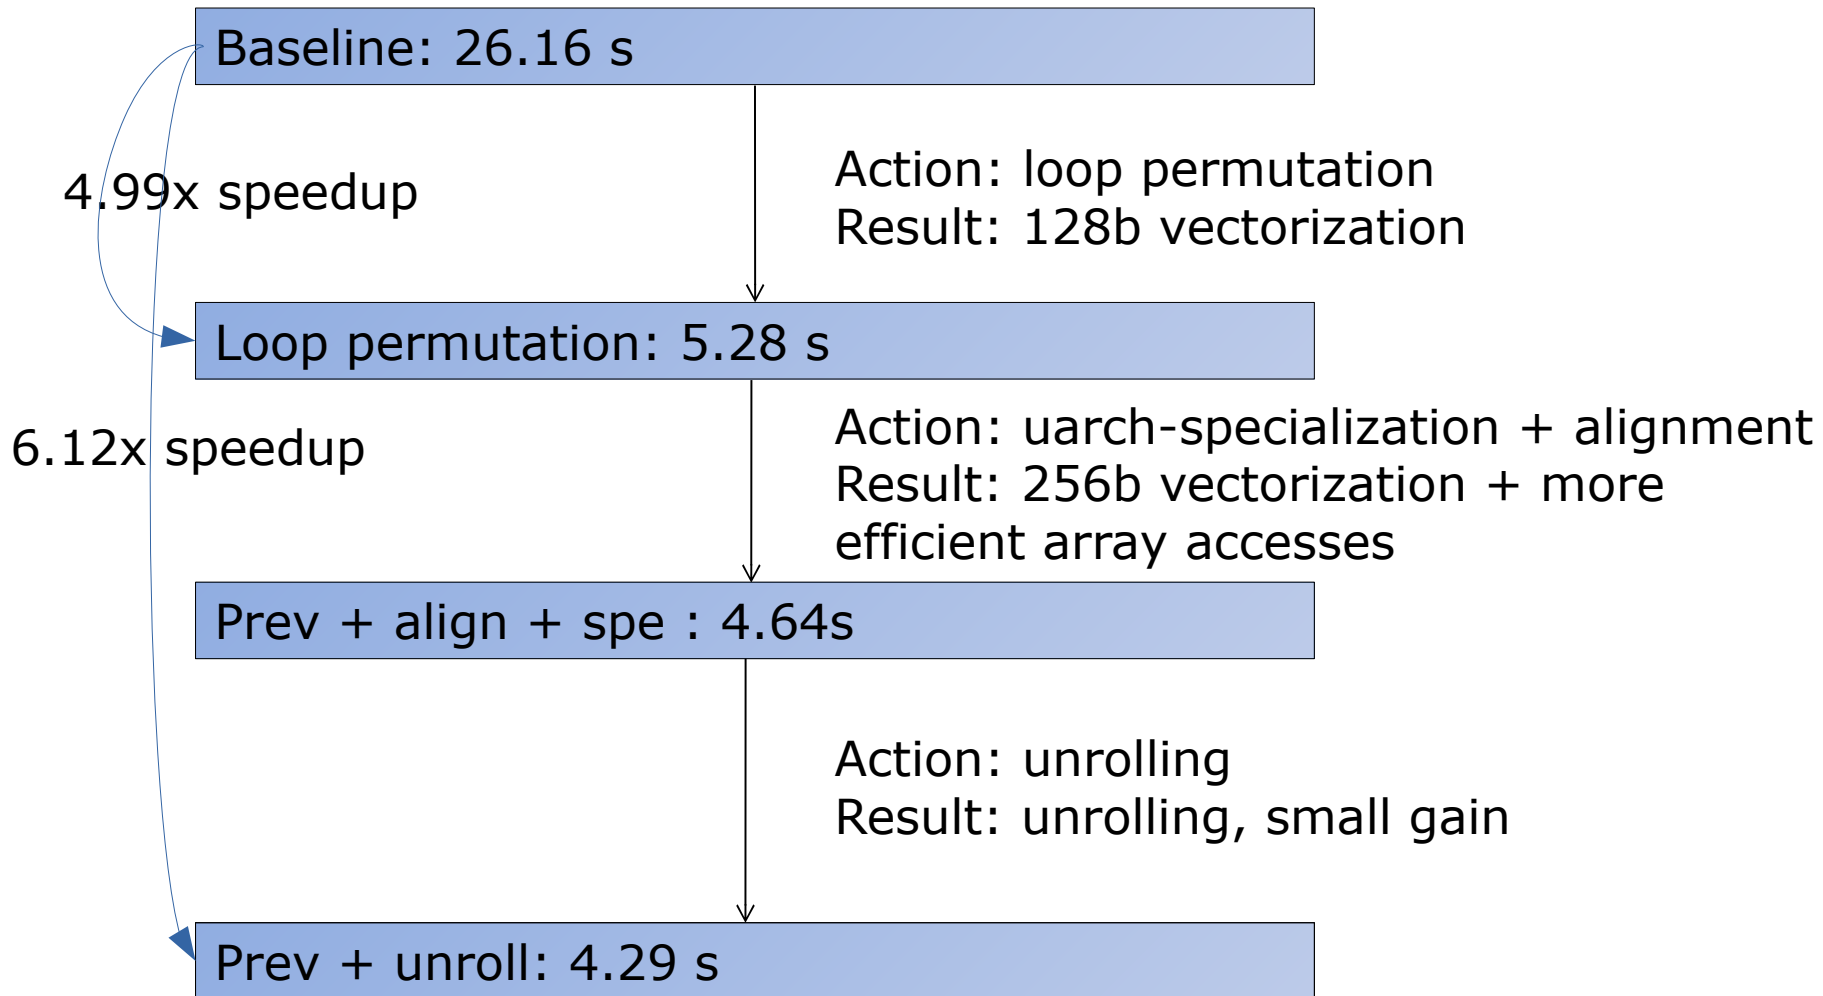 Baseline: 26.16 s
4.99x speedup
Action: loop permutation
Result: 128b vectorization
Loop permutation: 5.28 s
6.12x speedup
Action: uarch-specialization + alignment
Result: 256b vectorization + more
efficient array accesses
Prev + align + spe : 4.64s
Action: unrolling
Result: unrolling, small gain
Prev + unroll: 4.29 s